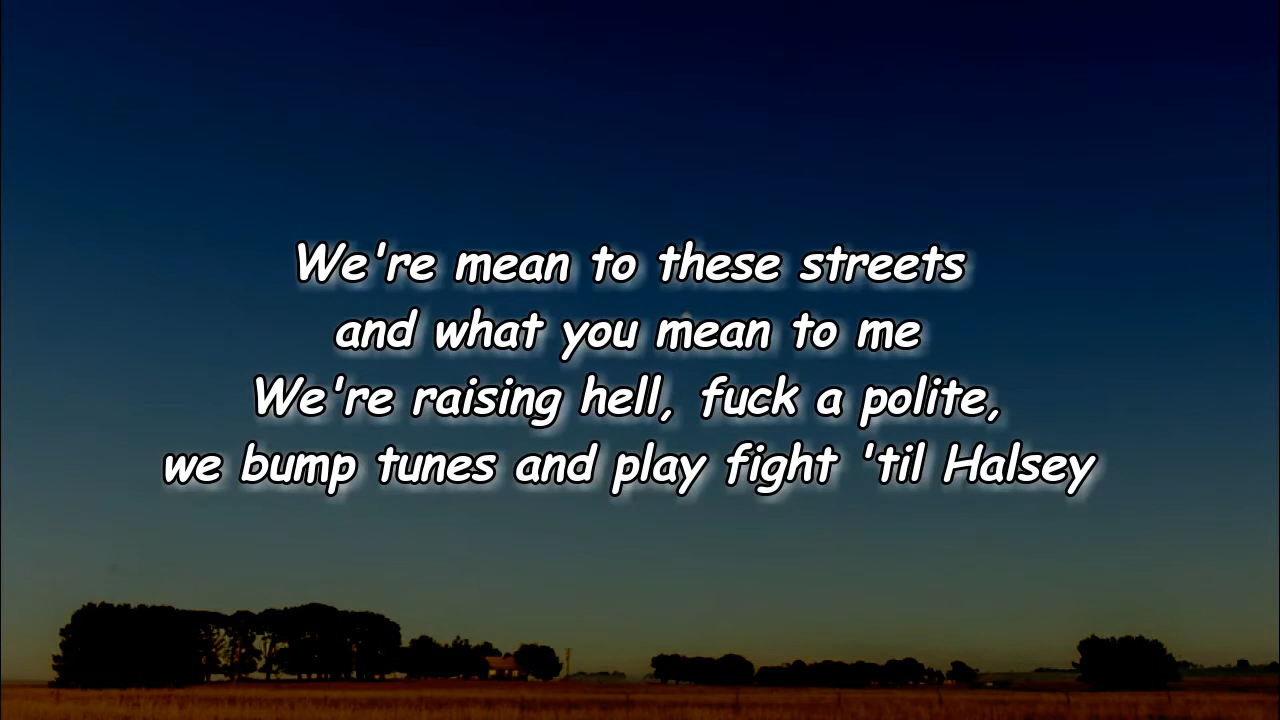 We're mean to these streets
and what you mean to me
We're raising hell, fuck a polite,
we bump tunes and play fight 'til Halsey